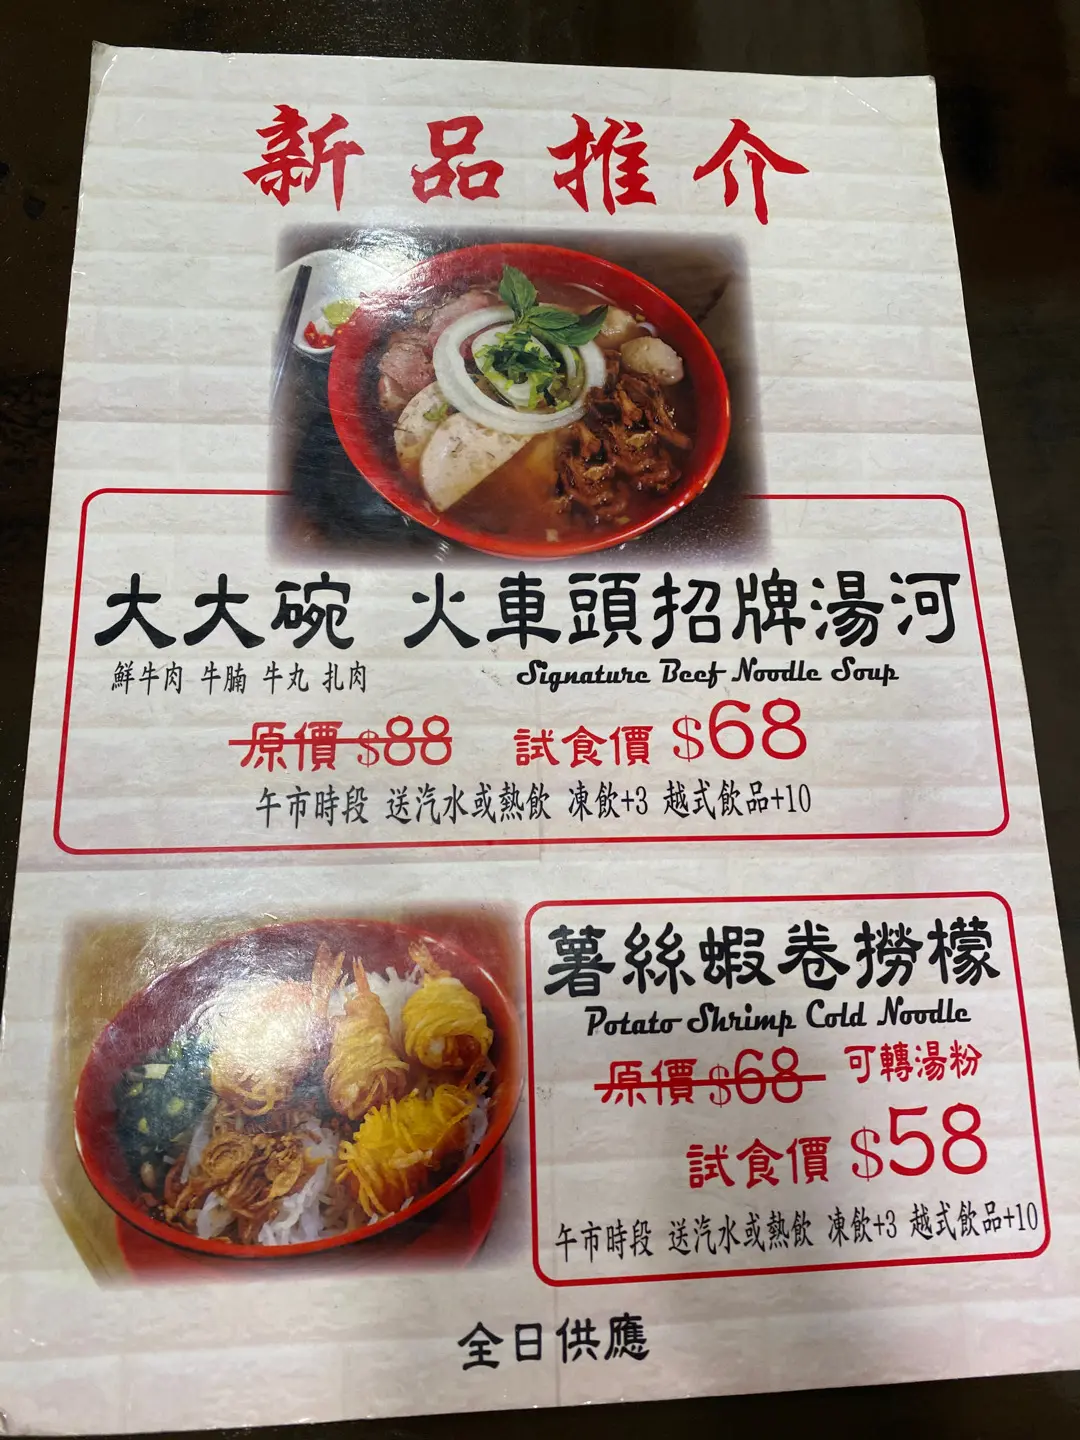 新品推介
大大碗 火車頭招牌湯河
鮮牛肉 牛腩 牛丸 扎肉
Signature Beef Noodle Soup
原價 $88 試食價 $68
午市時段 送汽水或熱飲 凍飲+3 越式飲品+10
薯絲蝦卷撈檬
Potato Shrimp Cold Noodle
原價 $68 可轉湯粉
試食價 $58
午市時段 送汽水或熱飲 凍飲+3 越式飲品+10
全日供應